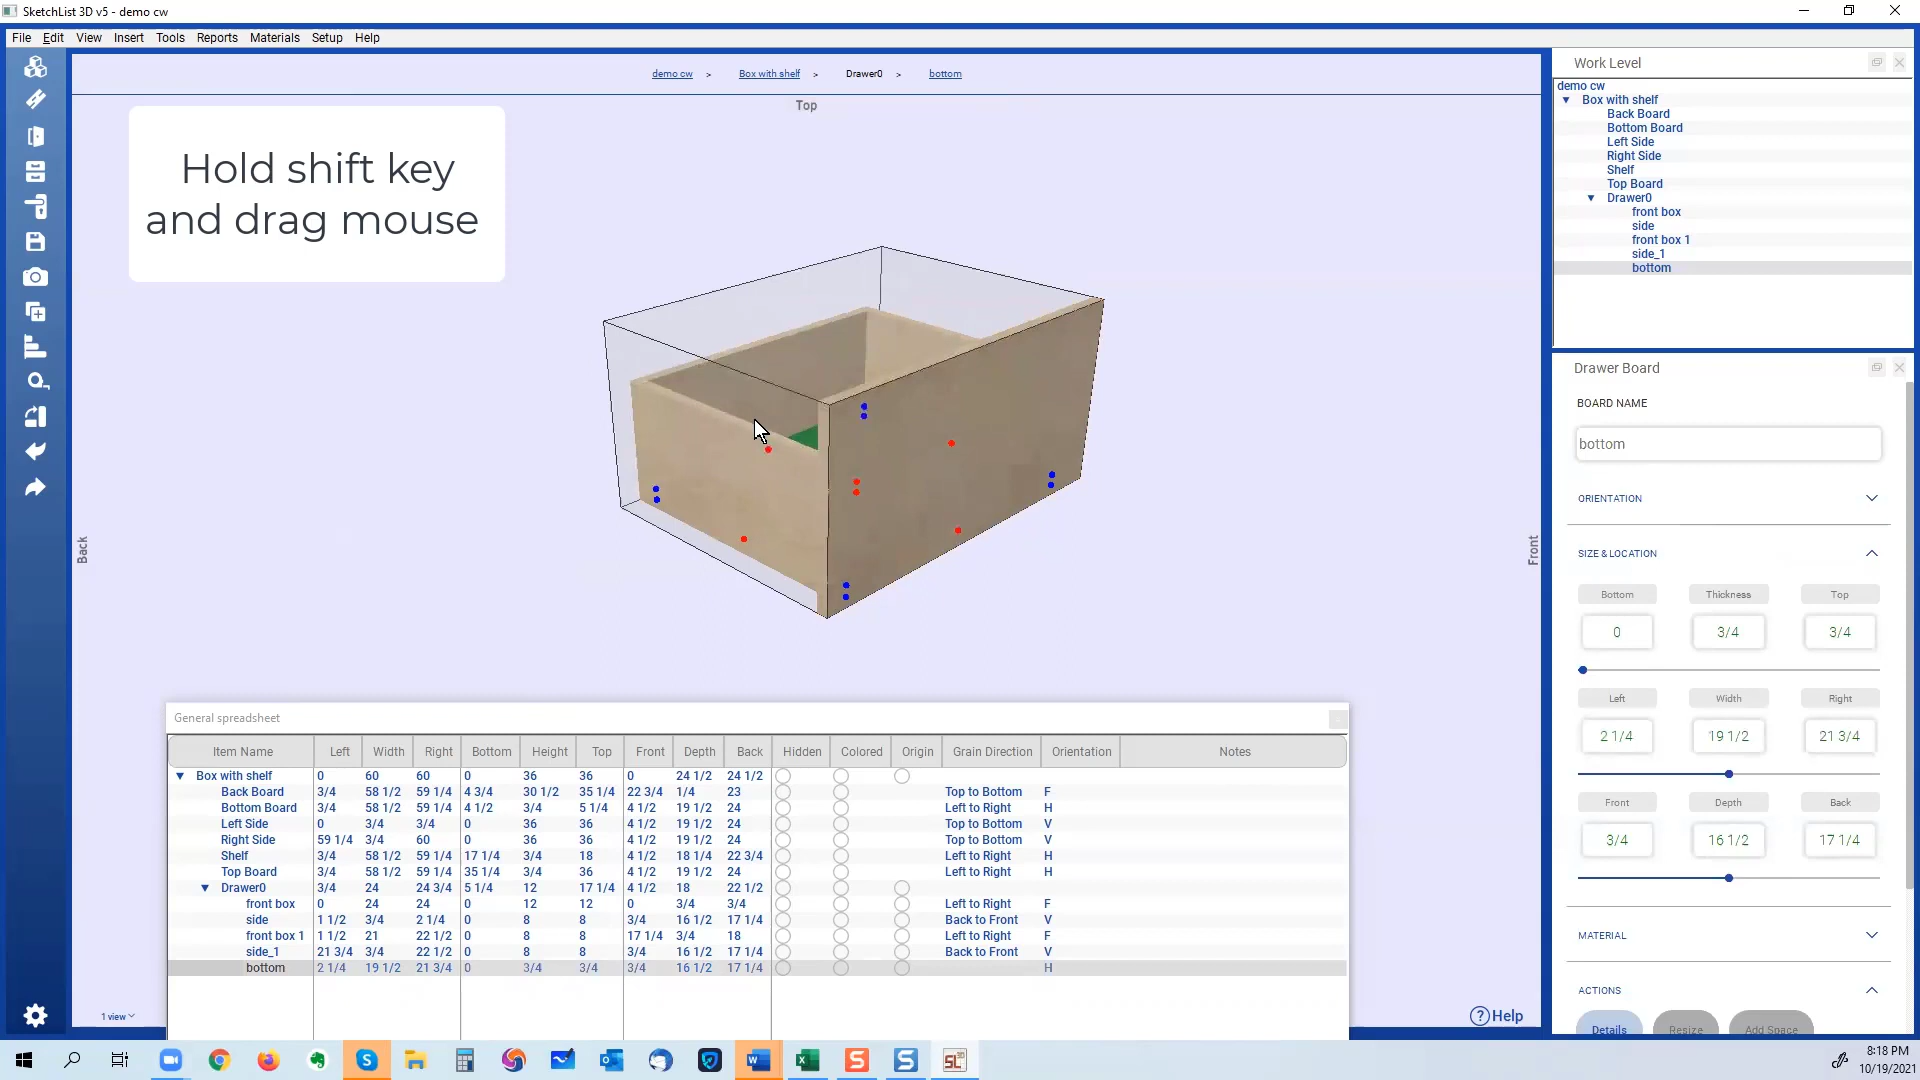 SketchList 3D v5 - demo cw
File Edit View Insert Tools Reports Materials Setup Help
demo cw > Box with shelf > Drawer0 > bottom
Top
Hold shift key
and drag mouse
Back
Front
1 view
Help
Work Level
demo cw
Box with shelf
Back Board
Bottom Board
Left Side
Right Side
Shelf
Top Board
Drawer0
front box
side
front box 1
side_1
bottom
Drawer Board
BOARD NAME
bottom
ORIENTATION
SIZE & LOCATION
Bottom Thickness Top
0 3/4 3/4
Left Width Right
2 1/4 19 1/2 21 3/4
Front Depth Back
3/4 16 1/2 17 1/4
MATERIAL
ACTIONS
Details Resize Add Space
General spreadsheet
Item Name Left Width Right Bottom Height Top Front Depth Back Hidden Colored Origin Grain Direction Orientation Notes
Box with shelf 0 60 60 0 36 36 0 24 1/2 24 1/2
Back Board 3/4 58 1/2 59 1/4 4 3/4 30 1/2 35 1/4 22 3/4 1/4 23 Top to Bottom F
Bottom Board 3/4 58 1/2 59 1/4 4 1/2 3/4 5 1/4 4 1/2 19 1/2 24 Left to Right H
Left Side 0 3/4 3/4 0 36 36 4 1/2 19 1/2 24 Top to Bottom V
Right Side 59 1/4 3/4 60 0 36 36 4 1/2 19 1/2 24 Top to Bottom V
Shelf 3/4 58 1/2 59 1/4 17 1/4 3/4 18 4 1/2 18 1/4 22 3/4 Left to Right H
Top Board 3/4 58 1/2 59 1/4 35 1/4 3/4 36 4 1/2 19 1/2 24 Left to Right H
Drawer0 3/4 24 24 3/4 5 1/4 12 17 1/4 4 1/2 18 22 1/2
front box 0 24 24 0 12 12 0 3/4 3/4 Left to Right F
side 1 1/2 3/4 2 1/4 0 8 8 3/4 16 1/2 17 1/4 Back to Front V
front box 1 1 1/2 21 22 1/2 0 8 8 17 1/4 3/4 18 Left to Right F
side_1 21 3/4 3/4 22 1/2 0 8 8 3/4 16 1/2 17 1/4 Back to Front V
bottom 2 1/4 19 1/2 21 3/4 0 3/4 3/4 3/4 16 1/2 17 1/4 H
8:18 PM
10/19/2021